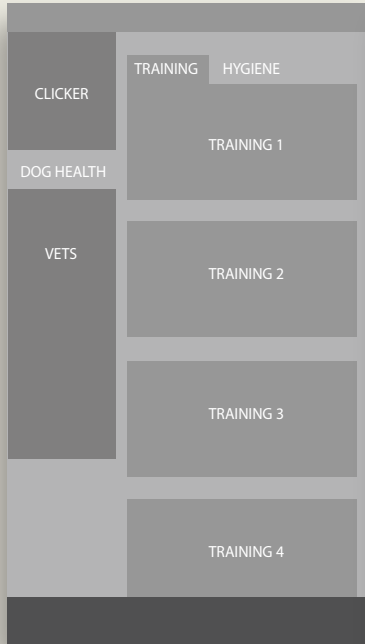 CLICKER
DOG HEALTH
VETS
TRAINING
HYGIENE
TRAINING 1
TRAINING 2
TRAINING 3
TRAINING 4